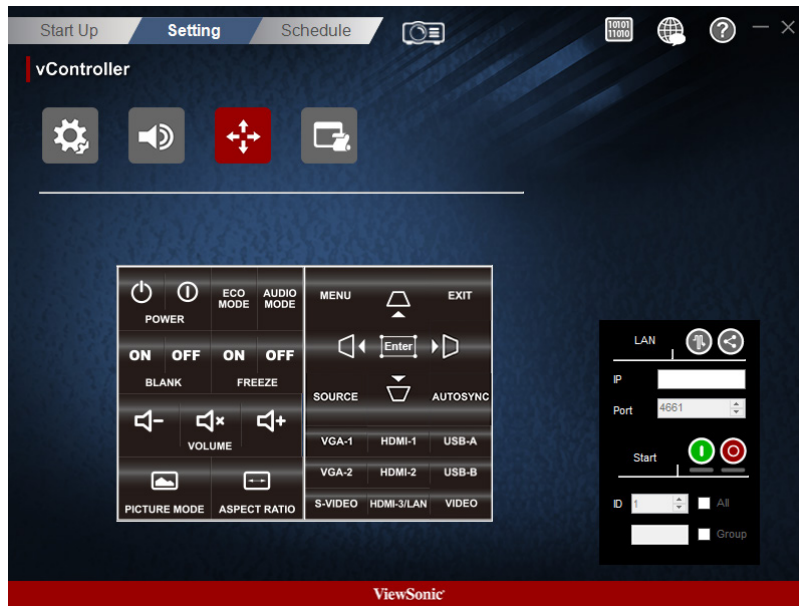 Start Up Setting Schedule
10101
11010
?
vController
ECO
MODE
AUDIO
MODE
POWER
ON OFF ON OFF
BLANK FREEZE
VOLUME
PICTURE MODE ASPECT RATIO
MENU EXIT
Enter
SOURCE AUTOSYNC
VGA-1 HDMI-1 USB-A
VGA-2 HDMI-2 USB-B
S-VIDEO HDMI-3/LAN VIDEO
LAN
IP
Port 4661
Start
ID 1 All
Group
ViewSonic